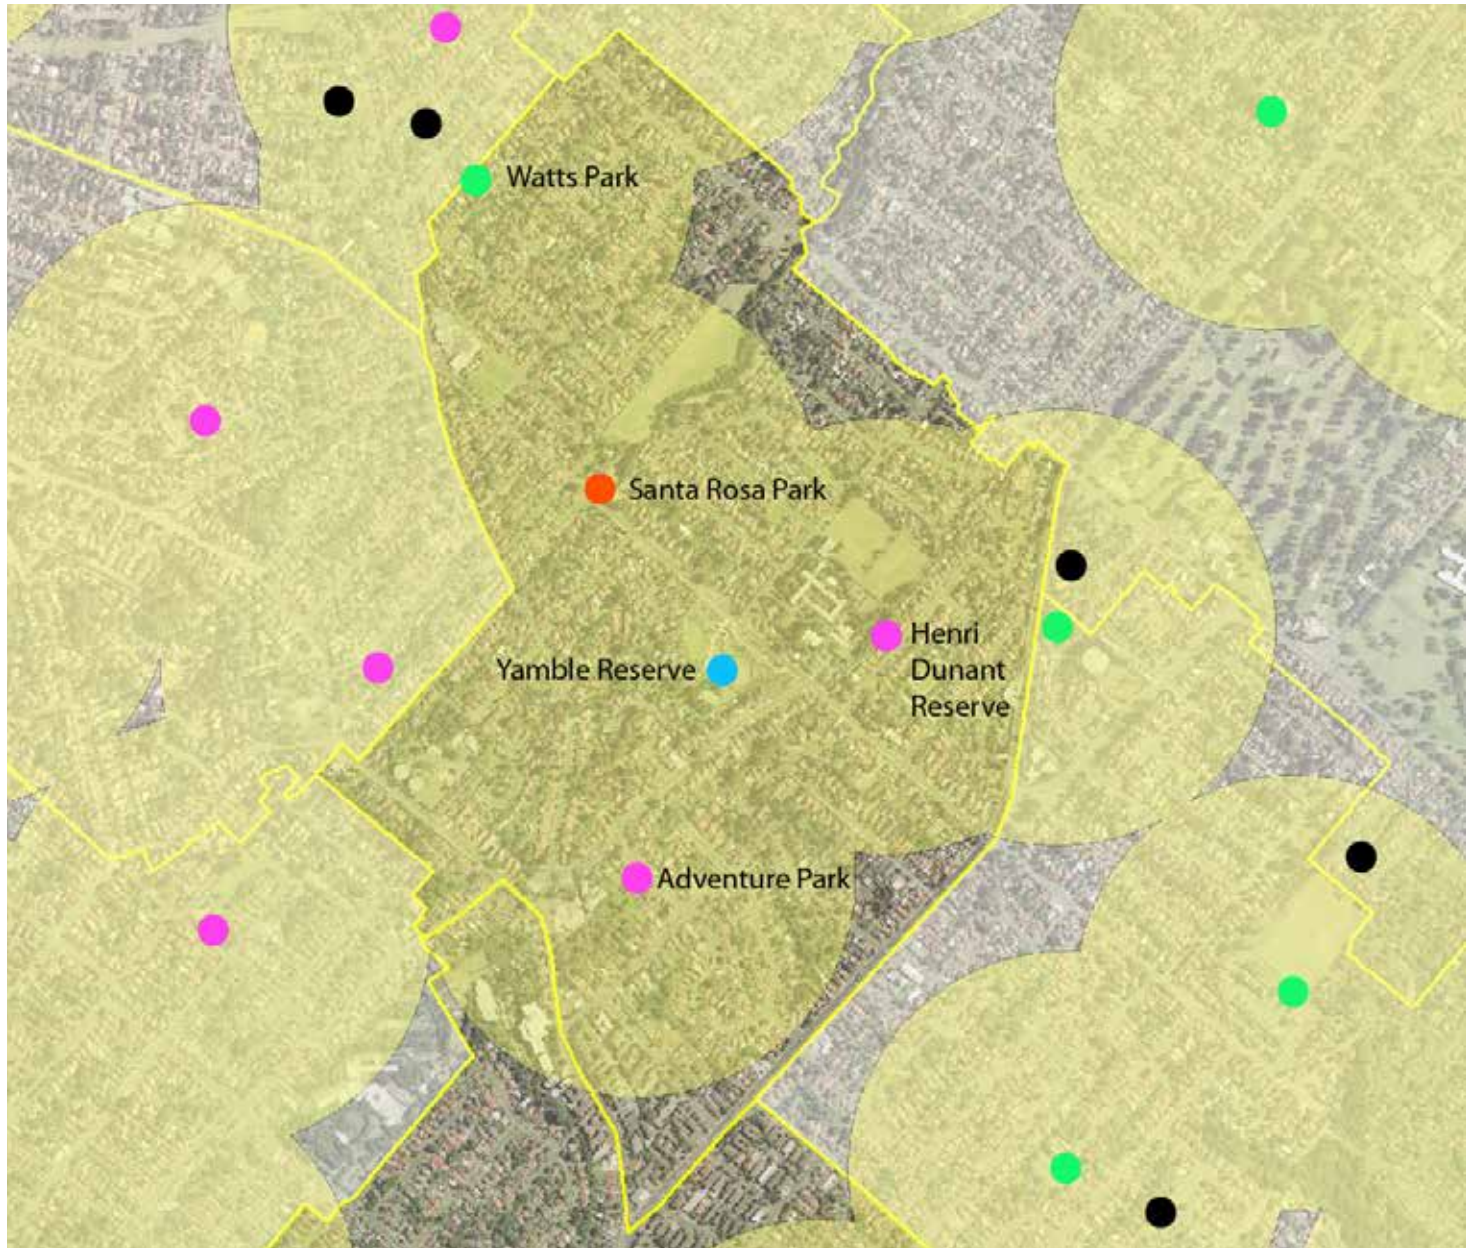 Watts Park
Santa Rosa Park
Henri
Dunant
Reserve
Yamble Reserve
Adventure Park